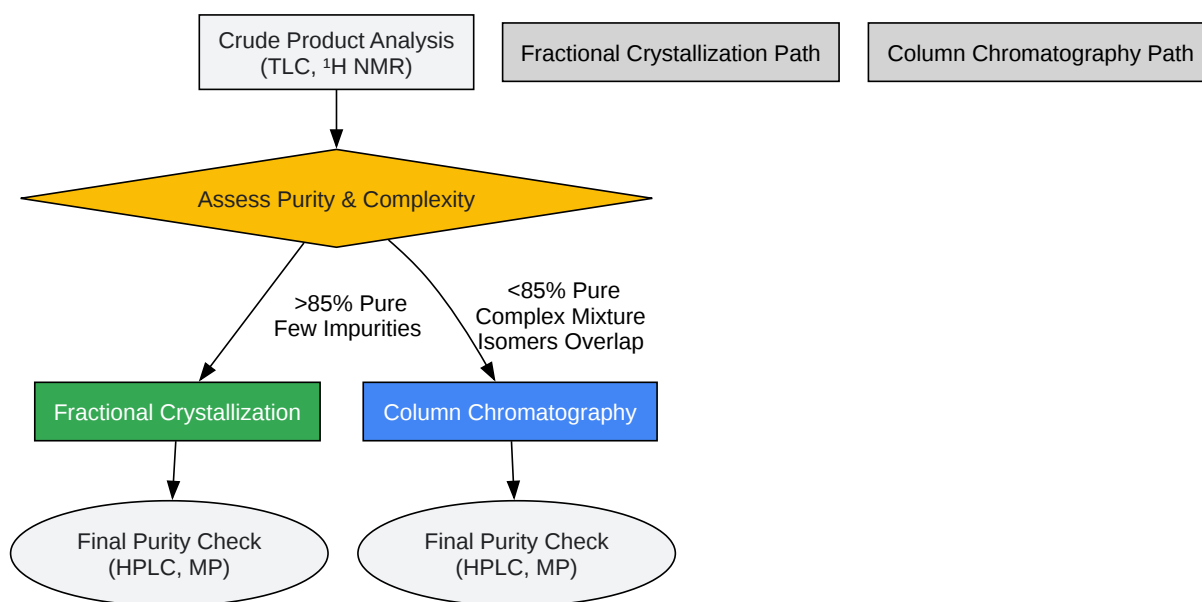 Crude Product Analysis
(TLC, ¹H NMR)
Fractional Crystallization Path
Column Chromatography Path
Assess Purity & Complexity
>85% Pure
Few Impurities
<85% Pure
Complex Mixture
Isomers Overlap
Fractional Crystallization
Column Chromatography
Final Purity Check
(HPLC, MP)
Final Purity Check
(HPLC, MP)